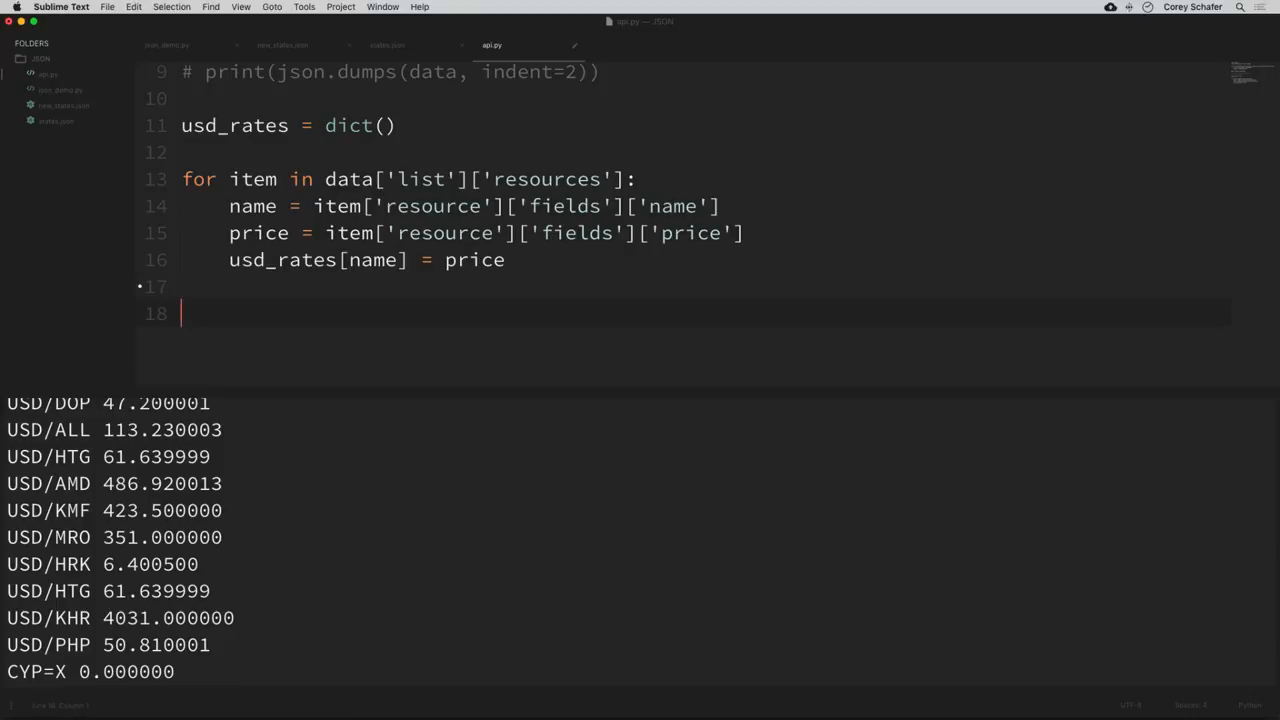 Sublime Text File Edit Selection Find View Goto Tools Project Window Help Corey Schafer
api.py — JSON
FOLDERS
JSON
api.py
json_demo.py
new_states.json
states.json
json_demo.py new_states.json states.json api.py
9 # print(json.dumps(data, indent=2))
10
11 usd_rates = dict()
12
13 for item in data['list']['resources']:
14 name = item['resource']['fields']['name']
15 price = item['resource']['fields']['price']
16 usd_rates[name] = price
17
18
USD/DOP 47.200001
USD/ALL 113.230003
USD/HTG 61.639999
USD/AMD 486.920013
USD/KMF 423.500000
USD/MRO 351.000000
USD/HRK 6.400500
USD/HTG 61.639999
USD/KHR 4031.000000
USD/PHP 50.810001
CYP=X 0.000000
Column 1 UTF-8 Python